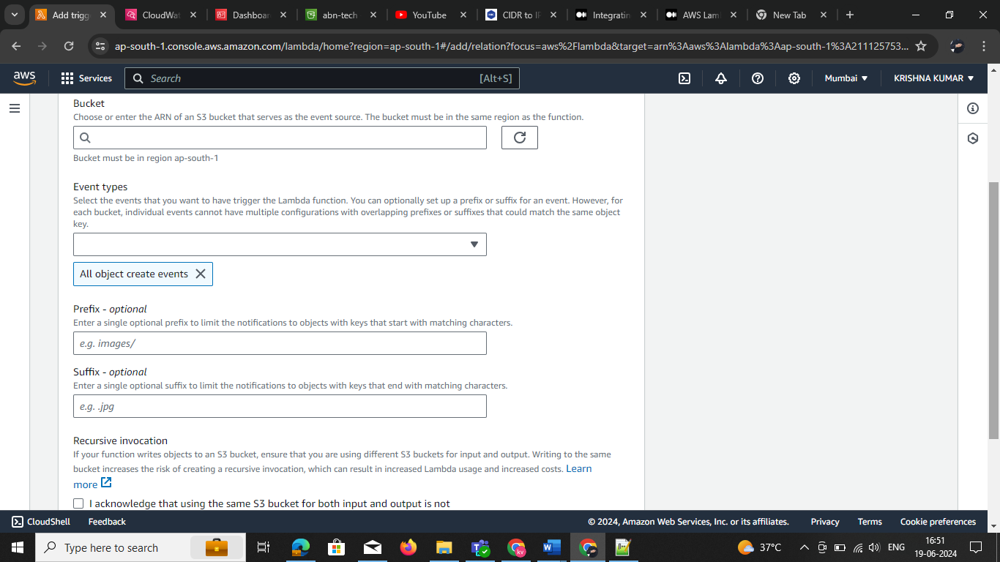 Add trigg
CloudWat
Dashboar
abn-tech
YouTube
CIDR to IP
Integratin
AWS Lam
New Tab
ap-south-1.console.aws.amazon.com/lambda/home?region=ap-south-1#/add/relation?focus=aws%2Flambda&target=arn%3Aaws%3Alambda%3Aap-south-1%3A211125753...
aws
Services
Search
[Alt+S]
Mumbai
KRISHNA KUMAR
Bucket
Choose or enter the ARN of an S3 bucket that serves as the event source. The bucket must be in the same region as the function.
Bucket must be in region ap-south-1
Event types
Select the events that you want to have trigger the Lambda function. You can optionally set up a prefix or suffix for an event. However, for
each bucket, individual events cannot have multiple configurations with overlapping prefixes or suffixes that could match the same object
key.
All object create events
Prefix - optional
Enter a single optional prefix to limit the notifications to objects with keys that start with matching characters.
e.g. images/
Suffix - optional
Enter a single optional suffix to limit the notifications to objects with keys that end with matching characters.
e.g. .jpg
Recursive invocation
If your function writes objects to an S3 bucket, ensure that you are using different S3 buckets for input and output. Writing to the same
bucket increases the risk of creating a recursive invocation, which can result in increased Lambda usage and increased costs. Learn
more
I acknowledge that using the same S3 bucket for both input and output is not
CloudShell
Feedback
© 2024, Amazon Web Services, Inc. or its affiliates.
Privacy
Terms
Cookie preferences
Type here to search
37°C
ENG
16:51
19-06-2024